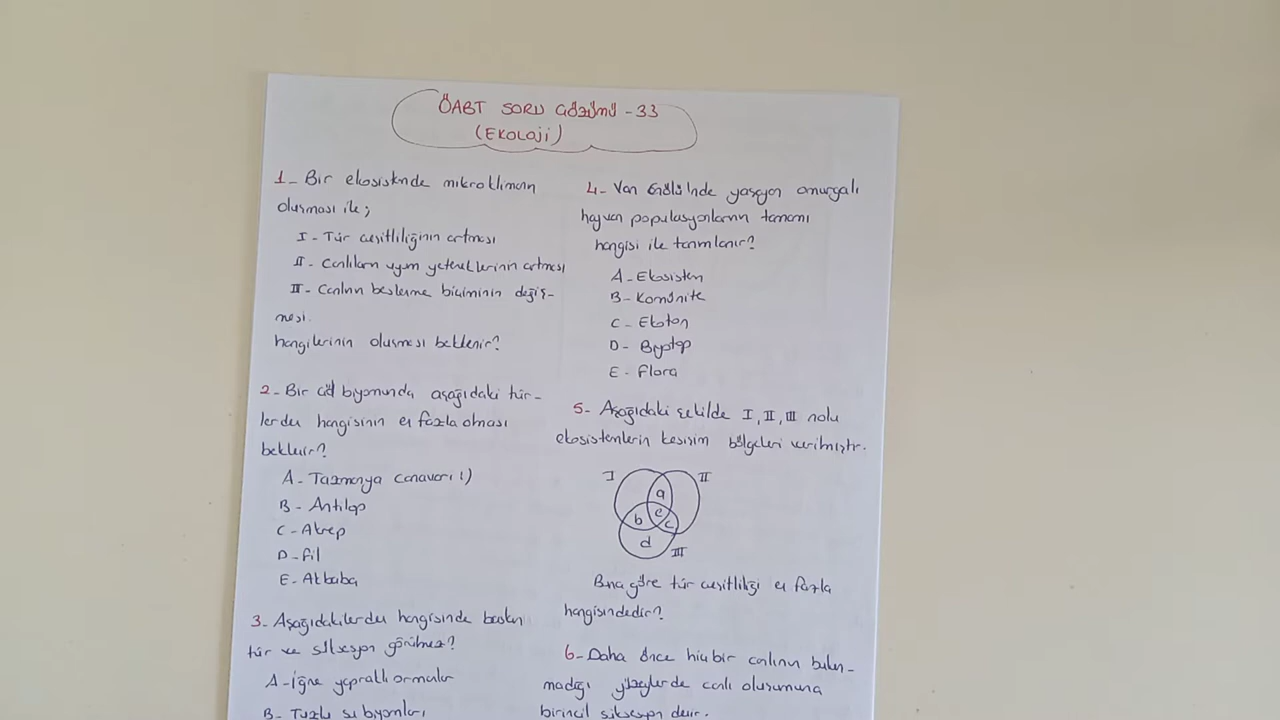 ÖABT SORU ÇÖZÜMÜ - 33
(EKOLOJİ)
1- Bir ekosistemde mikroklimanın
oluşması ile;
I - Tür çeşitliliğinin artması
II - Canlıların uyum yeteneklerinin artması
III - Canlının beslenme biçiminin değiş-
mesi.
hangilerinin oluşması beklenir?
2- Bir çöl biyomunda aşağıdaki tür-
lerden hangisinin en fazla olması
beklenir?
A- Tazmanya canavarı :)
B- Antilop
C- Akrep
D- Fil
E- Akbaba
3- Aşağıdakilerden hangisinde baskın
tür ve süksesyon görülmez?
A- İğne yapraklı ormanlar
B- Tuzlu su biyomları
4- Van Gölü'nde yaşayan omurgalı
hayvan populasyonlarının tamamı
hangisi ile tanımlanır?
A- Ekosistem
B- Komünite
C- Ekoton
D- Biyotop
E- Flora
5- Aşağıdaki şekilde I, II, III nolu
ekosistemlerin kesişim bölgeleri verilmiştir.
I II
a
b e c
d
III
Buna göre tür çeşitliliği en fazla
hangisindedir?
6- Daha önce hiçbir canlının bulun-
madığı yüzeylerde canlı oluşumuna
birincil süksesyon denir.